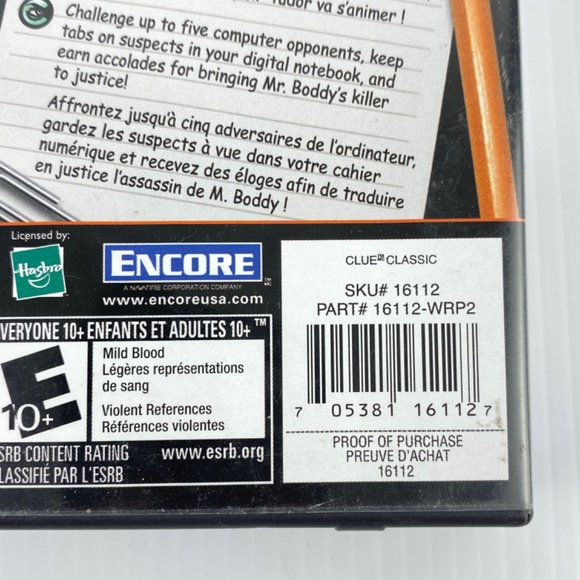 Tudor va s'animer !
Challenge up to five computer opponents, keep
tabs on suspects in your digital notebook, and
earn accolades for bringing Mr. Boddy's killer
to justice!
Affrontez jusqu'à cinq adversaires de l'ordinateur,
gardez les suspects à vue dans votre cahier
numérique et recevez des éloges afin de traduire
en justice l'assassin de M. Boddy !
Licensed by:
Hasbro
ENCORE
A NAVARRE CORPORATION COMPANY
www.encoreusa.com
CLUE CLASSIC
SKU# 16112
PART# 16112-WRP2
7 05381 16112 7
PROOF OF PURCHASE
PREUVE D'ACHAT
16112
EVERYONE 10+ ENFANTS ET ADULTES 10+ ™
E
10+
Mild Blood
Légères représentations
de sang
Violent References
Références violentes
ESRB CONTENT RATING www.esrb.org
CLASSIFIÉ PAR L'ESRB